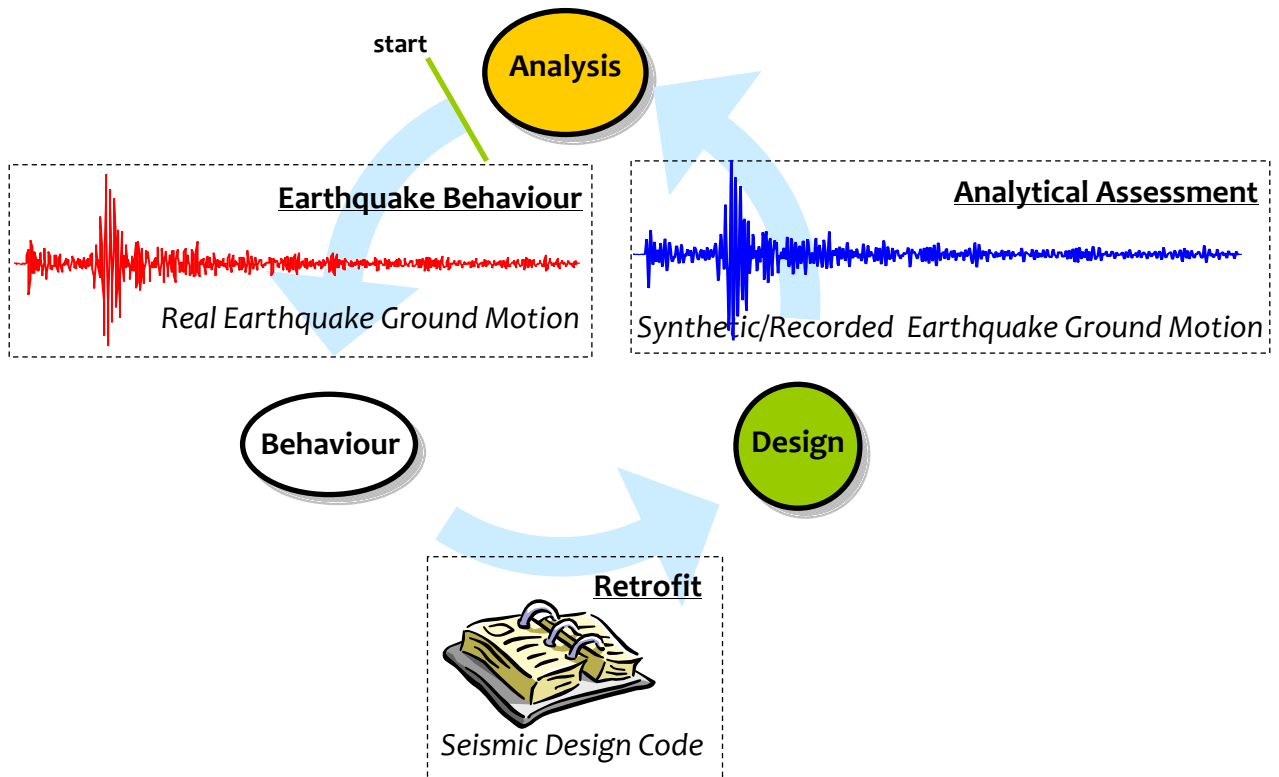 start
Analysis
Earthquake Behaviour
Real Earthquake Ground Motion
Analytical Assessment
Synthetic/Recorded Earthquake Ground Motion
Behaviour
Design
Retrofit
Seismic Design Code